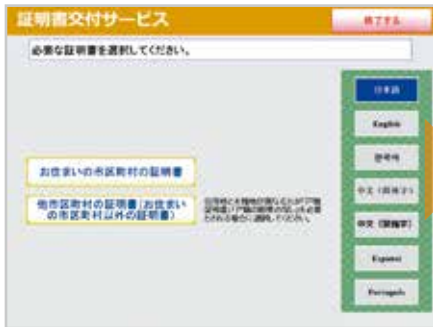 証明書交付サービス
終了する
必要な証明書を選択してください。
日本語
English
한국어
中文(简体字)
中文(繁體字)
Español
Português
お住まいの市区町村の証明書
他市区町村の証明書(お住まい
の市区町村以外の証明書)